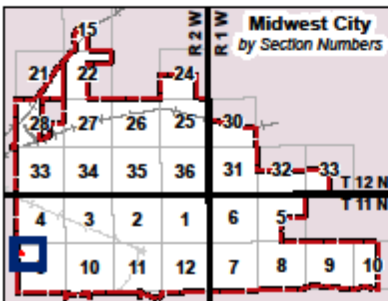 Midwest City
by Section Numbers
R 2 W
R 1 W
15
21 22 24
28 27 26 25 30
33 34 35 36 31 32 33
T 12 N
T 11 N
4 3 2 1 6 5
10 11 12 7 8 9 10